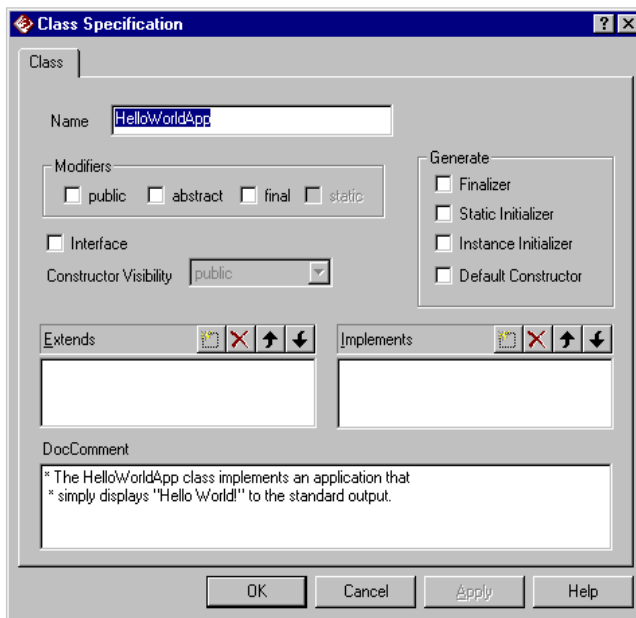 Class Specification
Class
Name HelloWorldApp
Modifiers
public abstract final static
Generate
Finalizer
Static Initializer
Instance Initializer
Default Constructor
Interface
Constructor Visibility public
Extends
Implements
DocComment
* The HelloWorldApp class implements an application that
* simply displays "Hello World!" to the standard output.
OK Cancel Apply Help